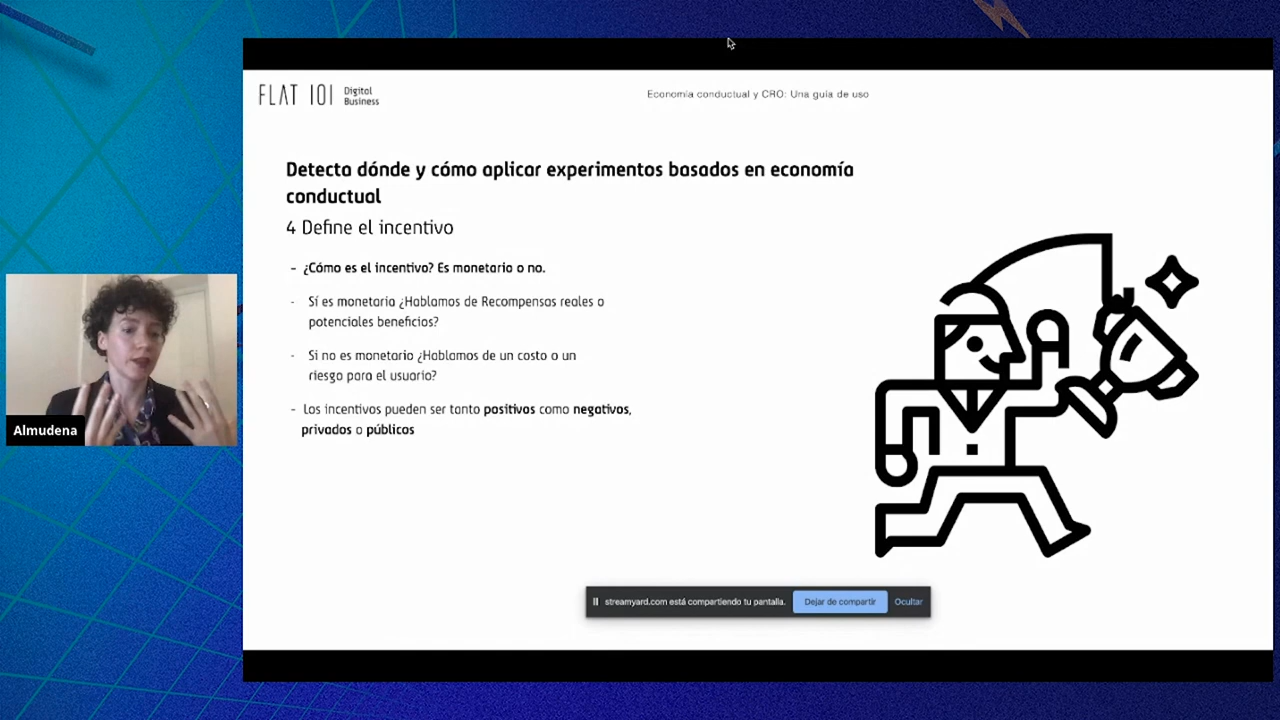 FLAT 101 Digital
Business
Economía conductual y CRO: Una guía de uso
Detecta dónde y cómo aplicar experimentos basados en economía
conductual
4 Define el incentivo
- ¿Cómo es el incentivo? Es monetario o no.
- Sí es monetaria ¿Hablamos de Recompensas reales o
potenciales beneficios?
- Si no es monetario ¿Hablamos de un costo o un
riesgo para el usuario?
- Los incentivos pueden ser tanto positivos como negativos,
privados o públicos
Almudena
streamyard.com está compartiendo tu pantalla. Dejar de compartir Ocultar